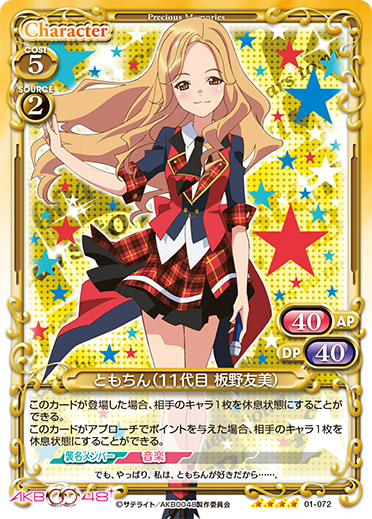 Precious Memories
Character
COST
5
SOURCE
2
40 AP
DP 40
ともちん(11代目 板野友美)
このカードが登場した場合、相手のキャラ1枚を休息状態にすることが
できる。
このカードがアプローチでポイントを与えた場合、相手のキャラ1枚を
休息状態にすることができる。
襲名メンバー 音楽
でも、やっぱり、私は、ともちんが好きだから……。
AKB0048
©サテライト/AKB0048製作委員会
★★★★ 01-072